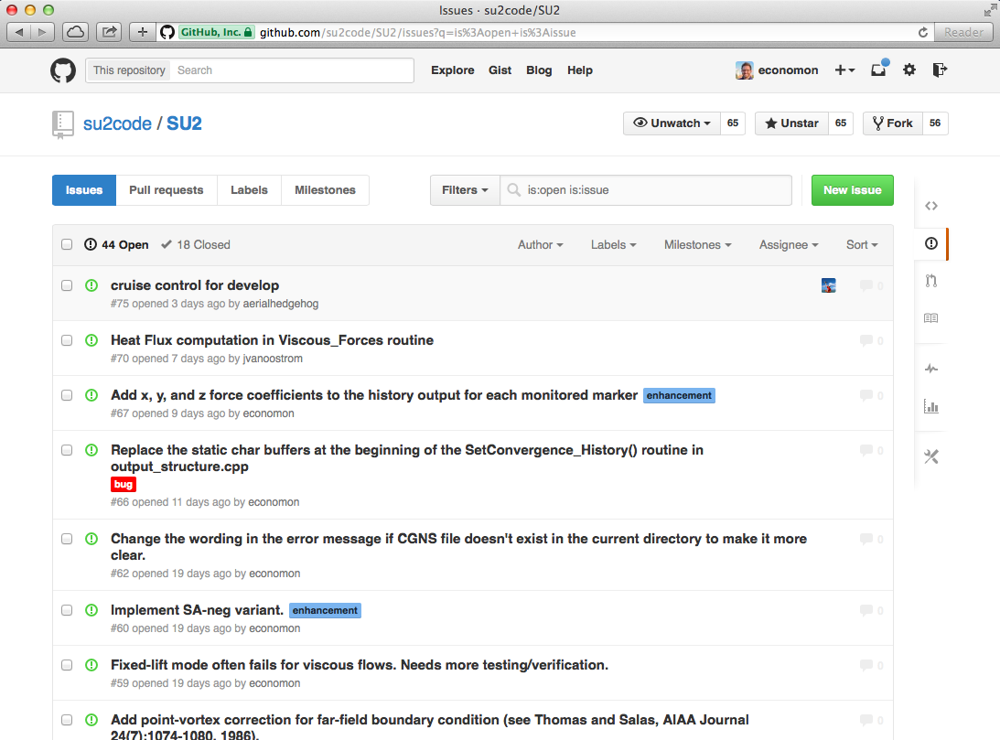 Issues · su2code/SU2
GitHub, Inc. github.com/su2code/SU2/issues?q=is%3Aopen+is%3Aissue Reader
This repository Search Explore Gist Blog Help economon
su2code / SU2 Unwatch 65 Unstar 65 Fork 56
Issues Pull requests Labels Milestones Filters is:open is:issue New issue
44 Open 18 Closed Author Labels Milestones Assignee Sort
cruise control for develop 0
#75 opened 3 days ago by aerialhedgehog
Heat Flux computation in Viscous_Forces routine 0
#70 opened 7 days ago by jvanoostrom
Add x, y, and z force coefficients to the history output for each monitored marker enhancement 0
#67 opened 9 days ago by economon
Replace the static char buffers at the beginning of the SetConvergence_History() routine in 0
output_structure.cpp
bug
#66 opened 11 days ago by economon
Change the wording in the error message if CGNS file doesn't exist in the current directory to make it more 0
clear.
#62 opened 19 days ago by economon
Implement SA-neg variant. enhancement 0
#60 opened 19 days ago by economon
Fixed-lift mode often fails for viscous flows. Needs more testing/verification. 0
#59 opened 19 days ago by economon
Add point-vortex correction for far-field boundary condition (see Thomas and Salas, AIAA Journal 0
24(7):1074-1080, 1986).